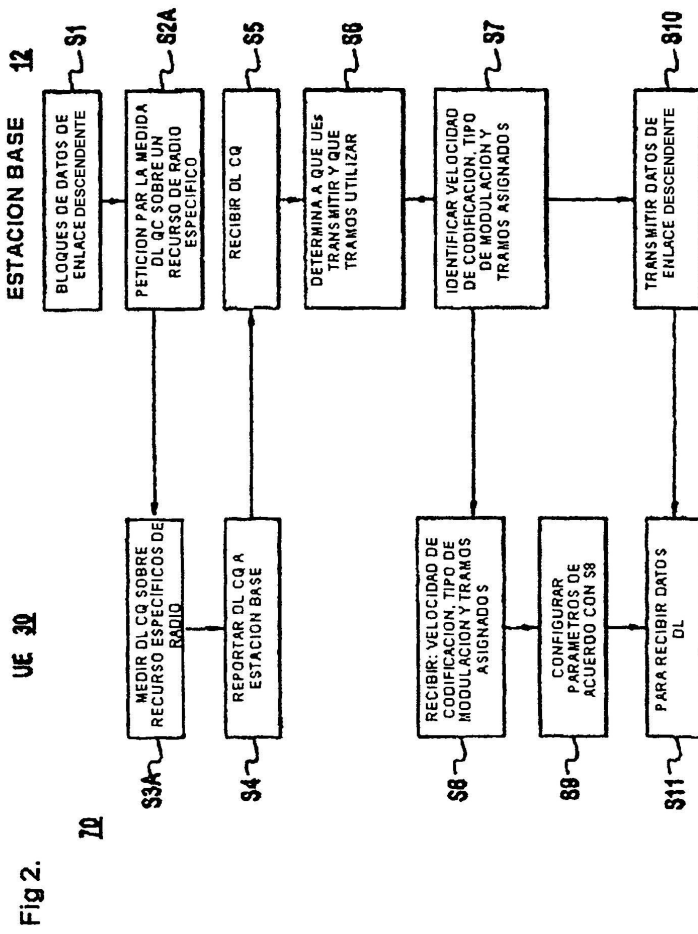 Fig 2.
70
UE 30
ESTACION BASE 12
BLOQUES DE DATOS DE
ENLACE DESCENDENTE
S1
PETICION PAR LA MEDIDA
DL QC SOBRE UN
RECURSO DE RADIO
ESPECIFICO
S2A
MEDIR DL CQ SOBRE
RECURSO ESPECÍFICOS DE
RADIO
S3A
REPORTAR DL CQ A
ESTACION BASE
S4
RECIBIR DL CQ
S5
DETERMINA A QUE UEs
TRANSMITIR Y QUE
TRAMOS UTILIZAR
S6
IDENTIFICAR VELOCIDAD
DE CODIFICACION, TIPO
DE MODULACION Y
TRAMOS ASIGNADOS
S7
RECIBIR: VELOCIDAD DE
CODIFICACION, TIPO DE
MODULACION Y TRAMOS
ASIGNADOS
S8
CONFIGURAR
PARAMETROS DE
ACUERDO CON S8
S9
TRANSMITIR DATOS DE
ENLACE DESCENDENTE
S10
PARA RECIBIR DATOS
DL
S11